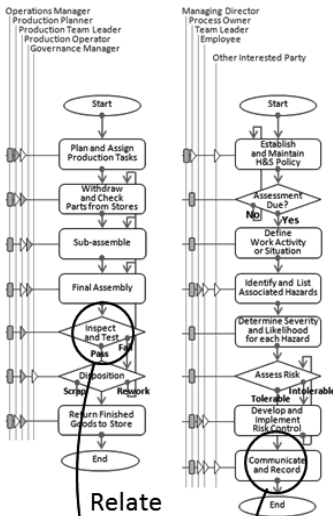 Operations Manager
Production Planner
Production Team Leader
Production Operator
Governance Manager
Start
Plan and Assign
Production Tasks
Withdraw
and Check
Parts from Stores
Sub-assemble
Final Assembly
Inspect
and Test
Fail
Pass
Disposition
Scrap
Rework
Return Finished
Goods to Store
End
Relate
Managing Director
Process Owner
Team Leader
Employee
Other Interested Party
Start
Establish
and Maintain
H&S Policy
Assessment
Due?
No
Yes
Define
Work Activity
or Situation
Identify and List
Associated Hazards
Determine Severity
and Likelihood
for each Hazard
Assess Risk
Intolerable
Tolerable
Develop and
Implement
Risk Control
Communicate
and Record
End